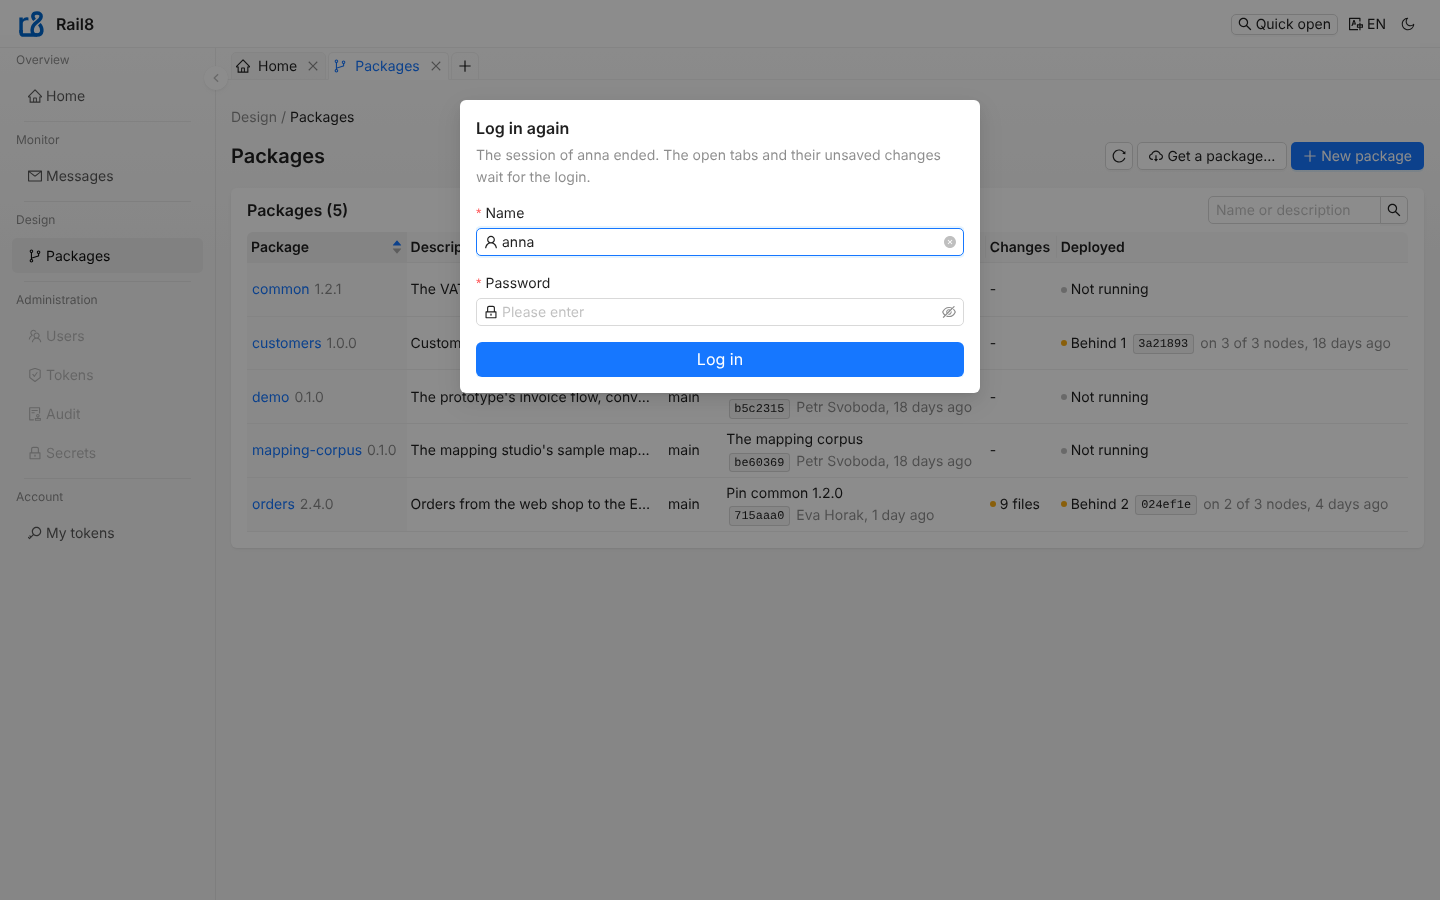 r8 Rail8
Quick open
EN
Overview
Home
Monitor
Messages
Design
Packages
Administration
Users
Tokens
Audit
Secrets
Account
My tokens
Home
Packages
Design / Packages
Packages
Get a package...
New package
Packages (5)
Name or description
Package Descrip Changes Deployed
common 1.2.1 The VAT - Not running
customers 1.0.0 Custom - Behind 1 3a21893 on 3 of 3 nodes, 18 days ago
demo 0.1.0 The prototype's invoice flow, conv... main - Not running
b5c2315 Petr Svoboda, 18 days ago
mapping-corpus 0.1.0 The mapping studio's sample map... main The mapping corpus - Not running
be60369 Petr Svoboda, 18 days ago
orders 2.4.0 Orders from the web shop to the E... main Pin common 1.2.0 9 files Behind 2 024ef1e on 2 of 3 nodes, 4 days ago
715aaa0 Eva Horak, 1 day ago
Log in again
The session of anna ended. The open tabs and their unsaved changes
wait for the login.
* Name
anna
* Password
Please enter
Log in